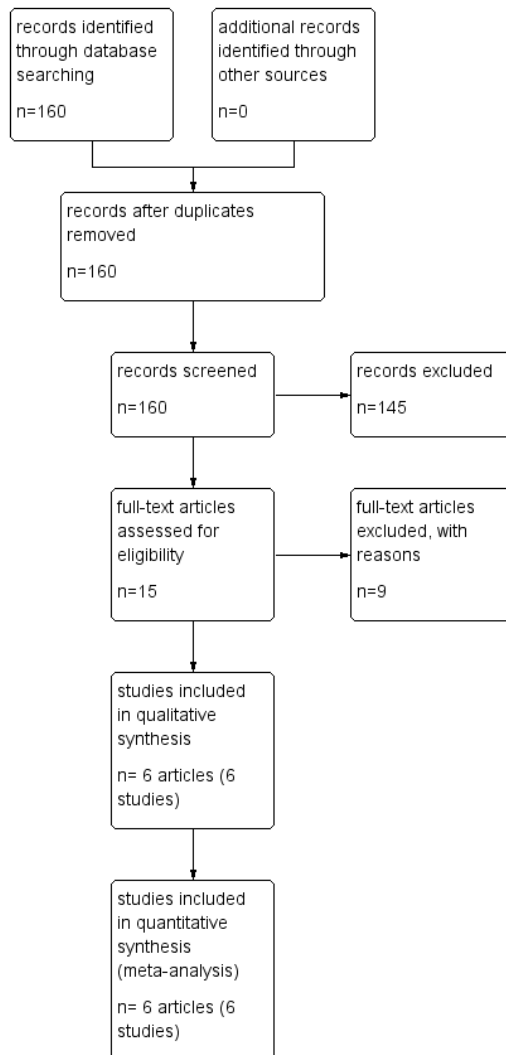 records identified
through database
searching
n=160
additional records
identified through
other sources
n=0
records after duplicates
removed
n=160
records screened
n=160
records excluded
n=145
full-text articles
assessed for
eligibility
n=15
full-text articles
excluded, with
reasons
n=9
studies included
in qualitative
synthesis
n= 6 articles (6
studies)
studies included
in quantitative
synthesis
(meta-analysis)
n= 6 articles (6
studies)